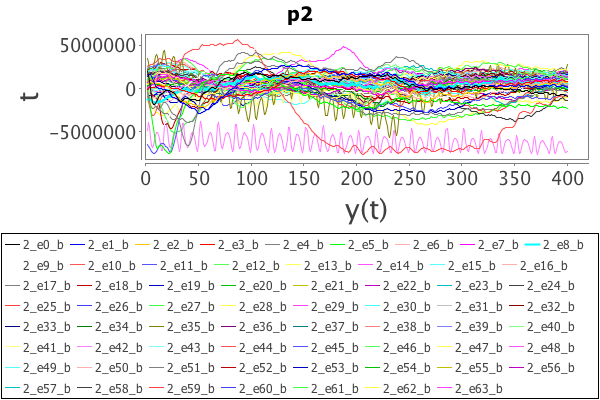 p2
5000000
0
−5000000
t
0 50 100 150 200 250 300 350 400
y(t)
2_e0_b 2_e1_b 2_e2_b 2_e3_b 2_e4_b 2_e5_b 2_e6_b 2_e7_b 2_e8_b
2_e9_b 2_e10_b 2_e11_b 2_e12_b 2_e13_b 2_e14_b 2_e15_b 2_e16_b
2_e17_b 2_e18_b 2_e19_b 2_e20_b 2_e21_b 2_e22_b 2_e23_b 2_e24_b
2_e25_b 2_e26_b 2_e27_b 2_e28_b 2_e29_b 2_e30_b 2_e31_b 2_e32_b
2_e33_b 2_e34_b 2_e35_b 2_e36_b 2_e37_b 2_e38_b 2_e39_b 2_e40_b
2_e41_b 2_e42_b 2_e43_b 2_e44_b 2_e45_b 2_e46_b 2_e47_b 2_e48_b
2_e49_b 2_e50_b 2_e51_b 2_e52_b 2_e53_b 2_e54_b 2_e55_b 2_e56_b
2_e57_b 2_e58_b 2_e59_b 2_e60_b 2_e61_b 2_e62_b 2_e63_b